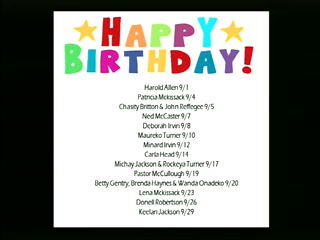 HAPPY
BIRTHDAY!
Harold Allen 9/1
Patricia Mckissack 9/4
Chasity Britton & John Reffegee 9/5
Ned McCaster 9/7
Deborah Irvin 9/8
Maureko Turner 9/10
Minard Irvin 9/12
Carla Head 9/14
Michay Jackson & Rockeya Turner 9/17
Pastor McCullough 9/19
Betty Gentry, Brenda Haynes & Wanda Onadeko 9/20
Lena Mckissack 9/23
Donell Robertson 9/26
Keelan Jackson 9/29